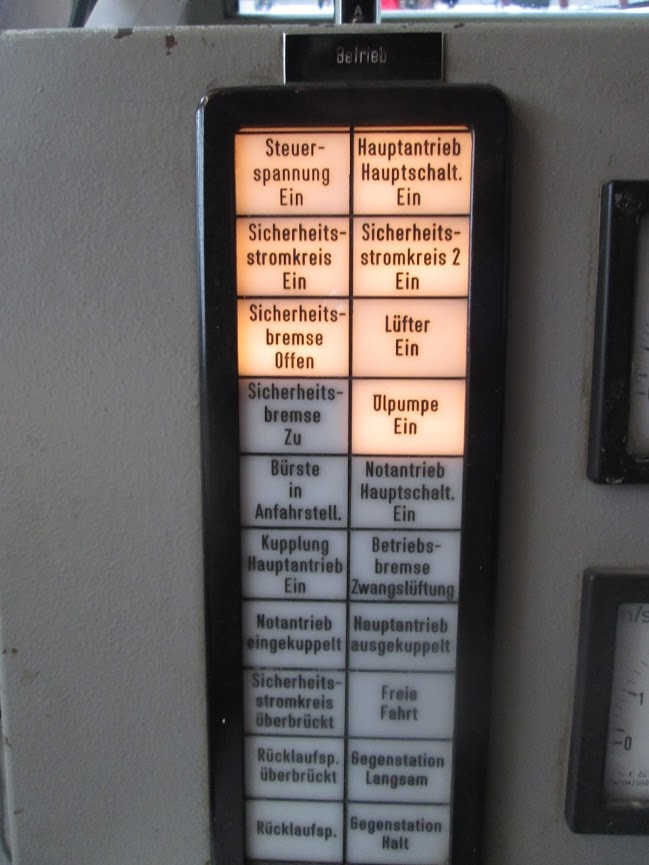 A
Betrieb
Steuer-
spannung
Ein
Hauptantrieb
Hauptschalt.
Ein
Sicherheits-
stromkreis
Ein
Sicherheits-
stromkreis 2
Ein
Sicherheits-
bremse
Offen
Lüfter
Ein
Sicherheits-
bremse
Zu
Ölpumpe
Ein
Bürste
in
Anfahrstell.
Notantrieb
Hauptschalt.
Ein
Kupplung
Hauptantrieb
Ein
Betriebs-
bremse
Zwangslüftung
Notantrieb
eingekuppelt
Hauptantrieb
ausgekuppelt
Sicherheits-
stromkreis
überbrückt
Freie
Fahrt
Rücklaufsp.
überbrückt
Gegenstation
Langsam
Rücklaufsp.
Gegenstation
Halt
m/s
1
0